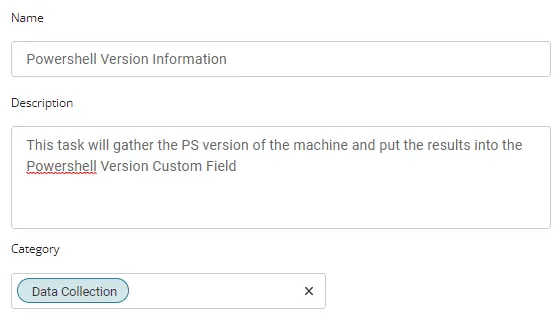 Name
Powershell Version Information
Description
This task will gather the PS version of the machine and put the results into the
Powershell Version Custom Field
Category
Data Collection